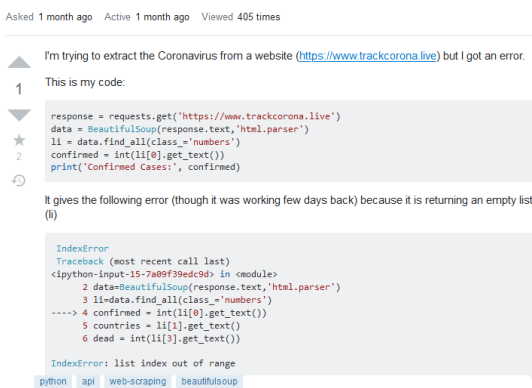 Asked 1 month ago Active 1 month ago Viewed 405 times
I'm trying to extract the Coronavirus from a website (https://www.trackcorona.live) but I got an error.
1
This is my code:
response = requests.get('https://www.trackcorona.live')
data = BeautifulSoup(response.text,'html.parser')
li = data.find_all(class_='numbers')
2
confirmed = int(li[0].get_text())
print('Confirmed Cases:', confirmed)
It gives the following error (though it was working few days back) because it is returning an empty list
(li)
IndexError
Traceback (most recent call last)
<ipython-input-15-7a09f39edc9d> in <module>
2 data=BeautifulSoup(response.text,'html.parser')
3 li=data.find_all(class_='numbers')
----> 4 confirmed = int(li[0].get_text())
5 countries = li[1].get_text()
6 dead = int(li[3].get_text())
IndexError: list index out of range
python api web-scraping beautifulsoup